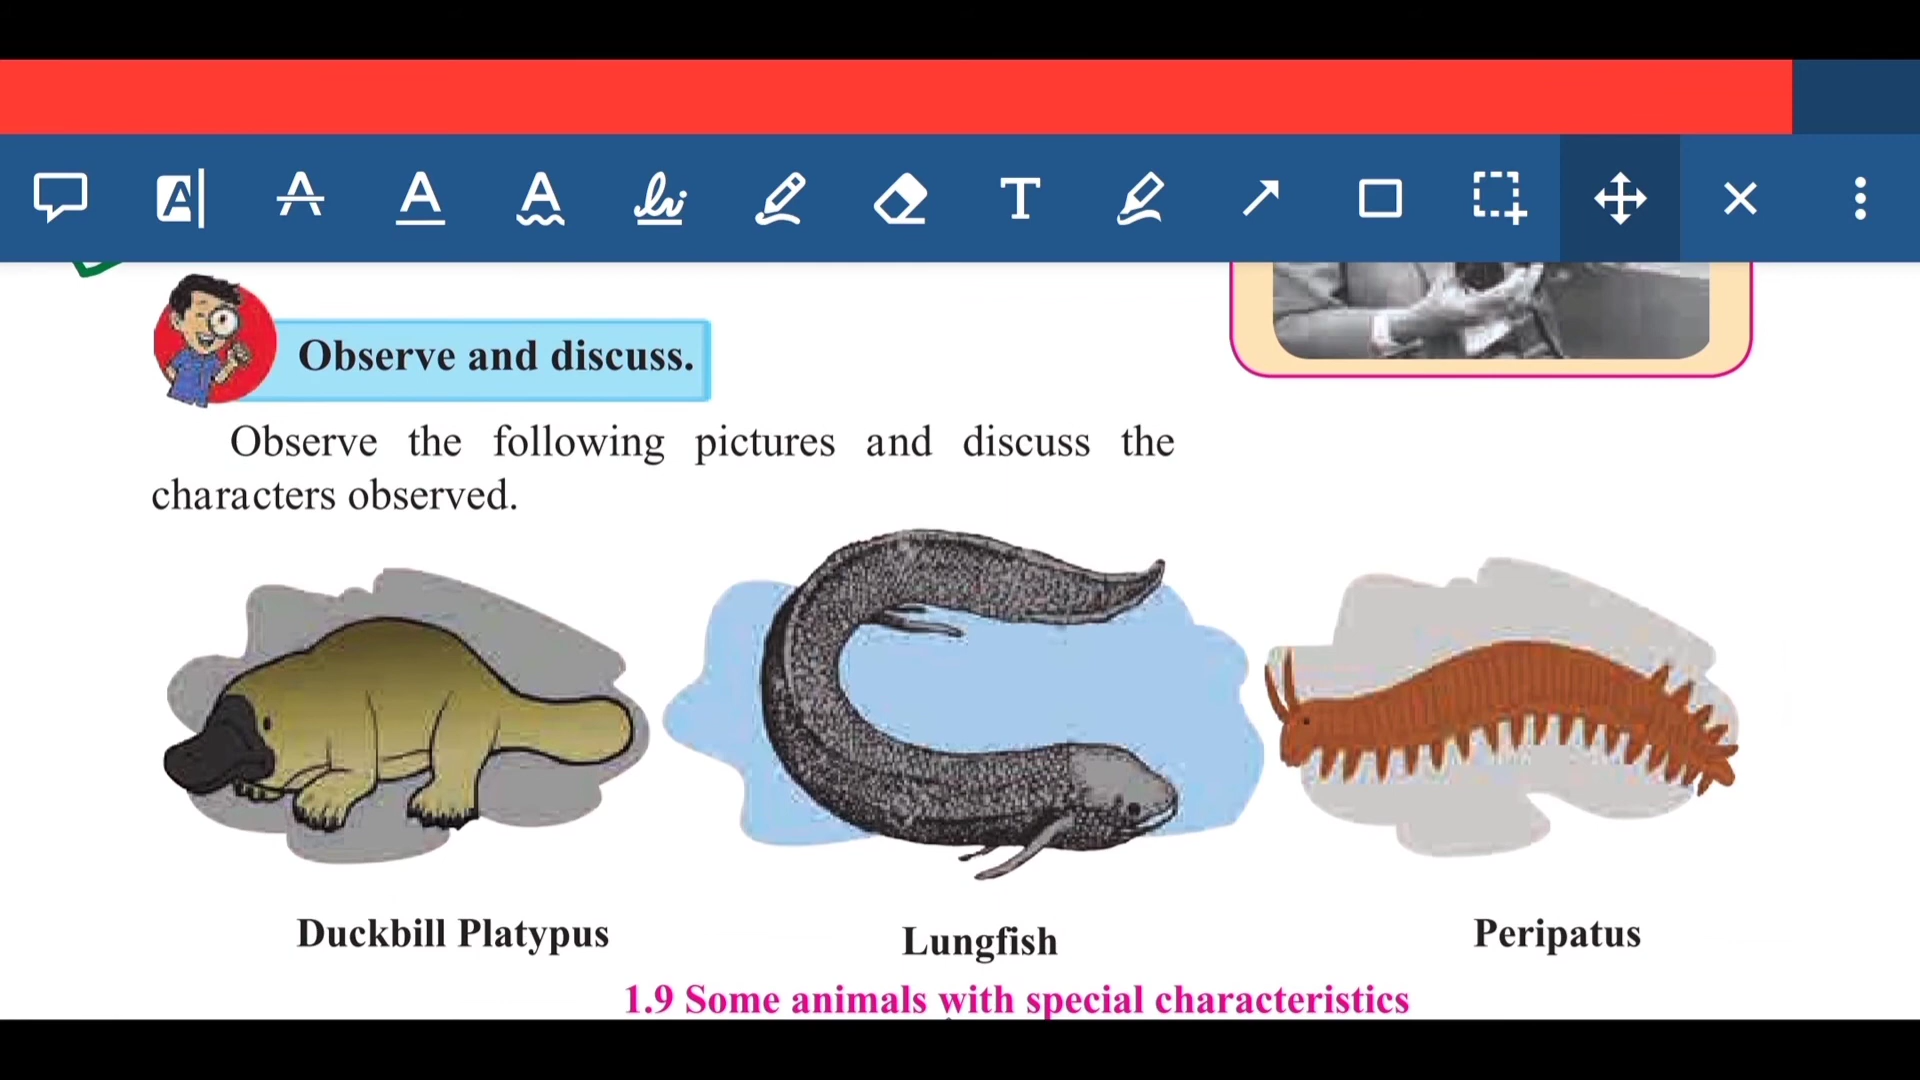 Observe and discuss.
Observe the following pictures and discuss the
characters observed.
Duckbill Platypus
Lungfish
Peripatus
1.9 Some animals with special characteristics